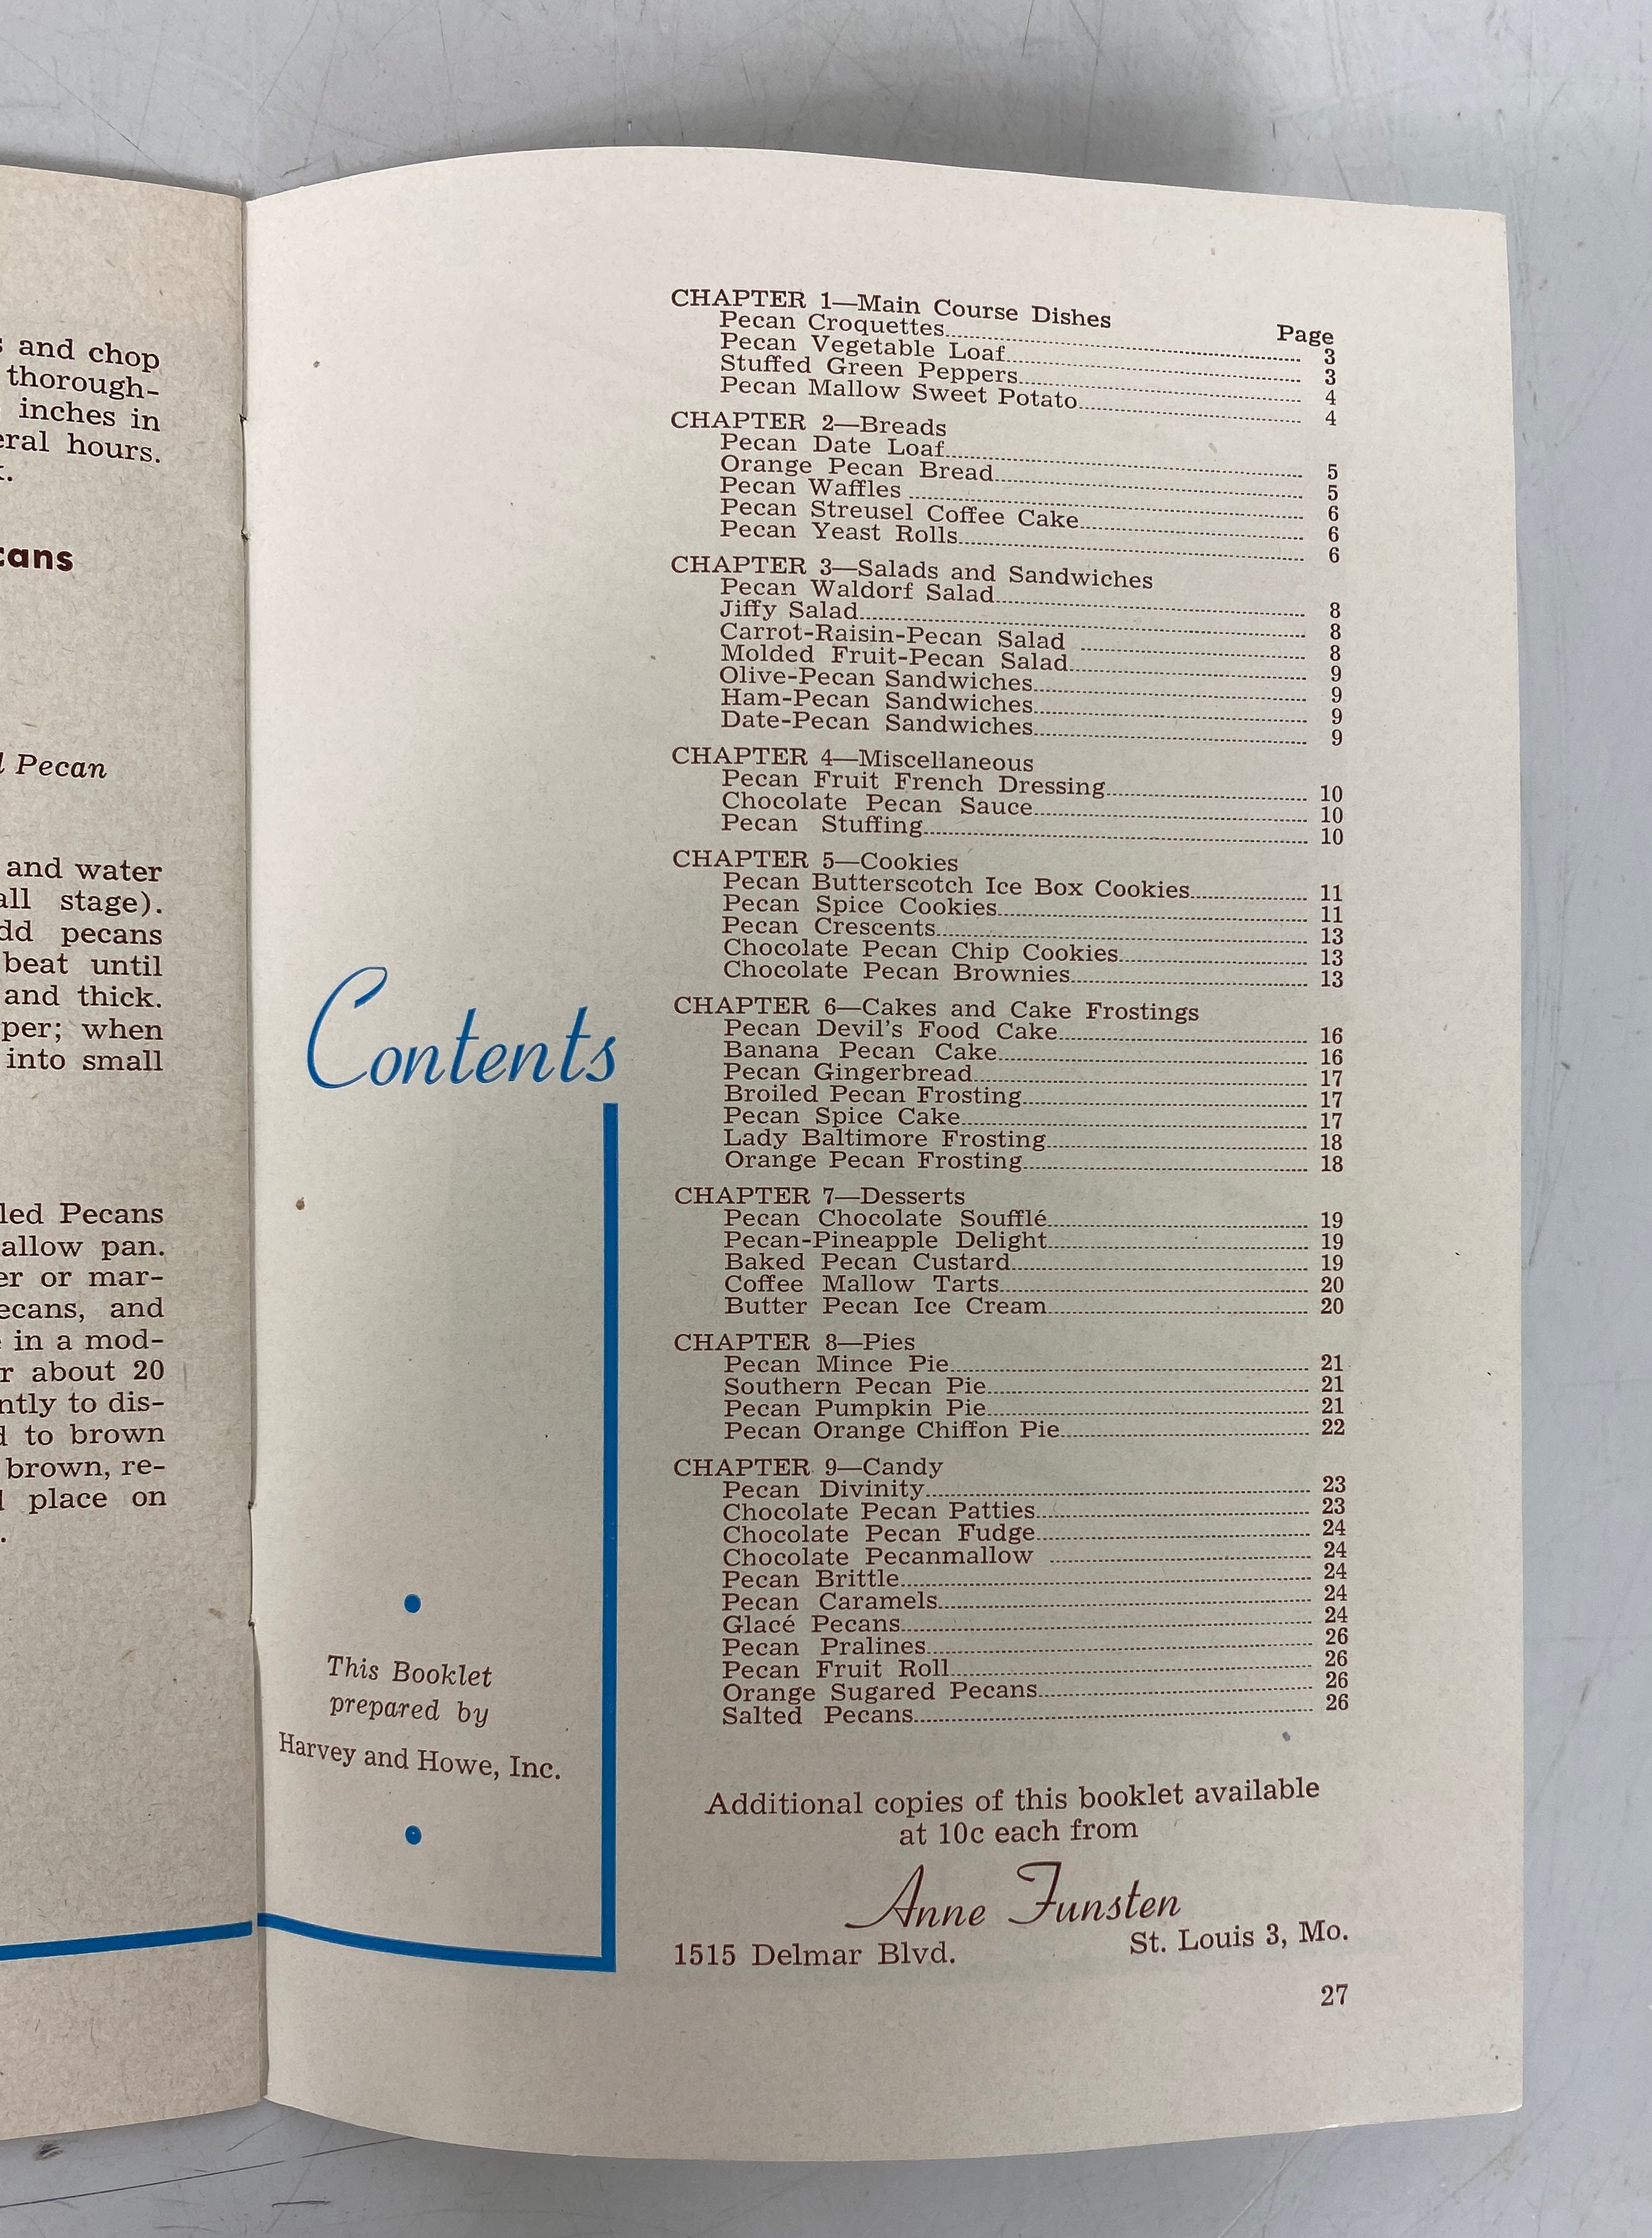 s and chop
thorough-
inches in
eral hours.
cans
Pecan
and water
all stage).
dd pecans
beat until
and thick.
per; when
into small
led Pecans
allow pan.
er or mar-
ecans, and
in a mod-
r about 20
ntly to dis-
d to brown
brown, re-
place on
Contents
This Booklet
prepared by
Harvey and Howe, Inc.
CHAPTER 1—Main Course Dishes
Page
Pecan Croquettes 3
Pecan Vegetable Loaf 3
Stuffed Green Peppers 4
Pecan Mallow Sweet Potato 4
CHAPTER 2—Breads
Pecan Date Loaf 5
Orange Pecan Bread 5
Pecan Waffles 6
Pecan Streusel Coffee Cake 6
Pecan Yeast Rolls 6
CHAPTER 3—Salads and Sandwiches
Pecan Waldorf Salad 8
Jiffy Salad 8
Carrot-Raisin-Pecan Salad 8
Molded Fruit-Pecan Salad 9
Olive-Pecan Sandwiches 9
Ham-Pecan Sandwiches 9
Date-Pecan Sandwiches 9
CHAPTER 4—Miscellaneous
Pecan Fruit French Dressing 10
Chocolate Pecan Sauce 10
Pecan Stuffing 10
CHAPTER 5—Cookies
Pecan Butterscotch Ice Box Cookies 11
Pecan Spice Cookies 11
Pecan Crescents 13
Chocolate Pecan Chip Cookies 13
Chocolate Pecan Brownies 13
CHAPTER 6—Cakes and Cake Frostings
Pecan Devil's Food Cake 16
Banana Pecan Cake 16
Pecan Gingerbread 17
Broiled Pecan Frosting 17
Pecan Spice Cake 17
Lady Baltimore Frosting 18
Orange Pecan Frosting 18
CHAPTER 7—Desserts
Pecan Chocolate Soufflé 19
Pecan-Pineapple Delight 19
Baked Pecan Custard 19
Coffee Mallow Tarts 20
Butter Pecan Ice Cream 20
CHAPTER 8—Pies
Pecan Mince Pie 21
Southern Pecan Pie 21
Pecan Pumpkin Pie 21
Pecan Orange Chiffon Pie 22
CHAPTER 9—Candy
Pecan Divinity 23
Chocolate Pecan Patties 23
Chocolate Pecan Fudge 24
Chocolate Pecanmallow 24
Pecan Brittle 24
Pecan Caramels 24
Glacé Pecans 24
Pecan Pralines 26
Pecan Fruit Roll 26
Orange Sugared Pecans 26
Salted Pecans 26
Additional copies of this booklet available
at 10c each from
Anne Funsten
1515 Delmar Blvd. St. Louis 3, Mo.
27